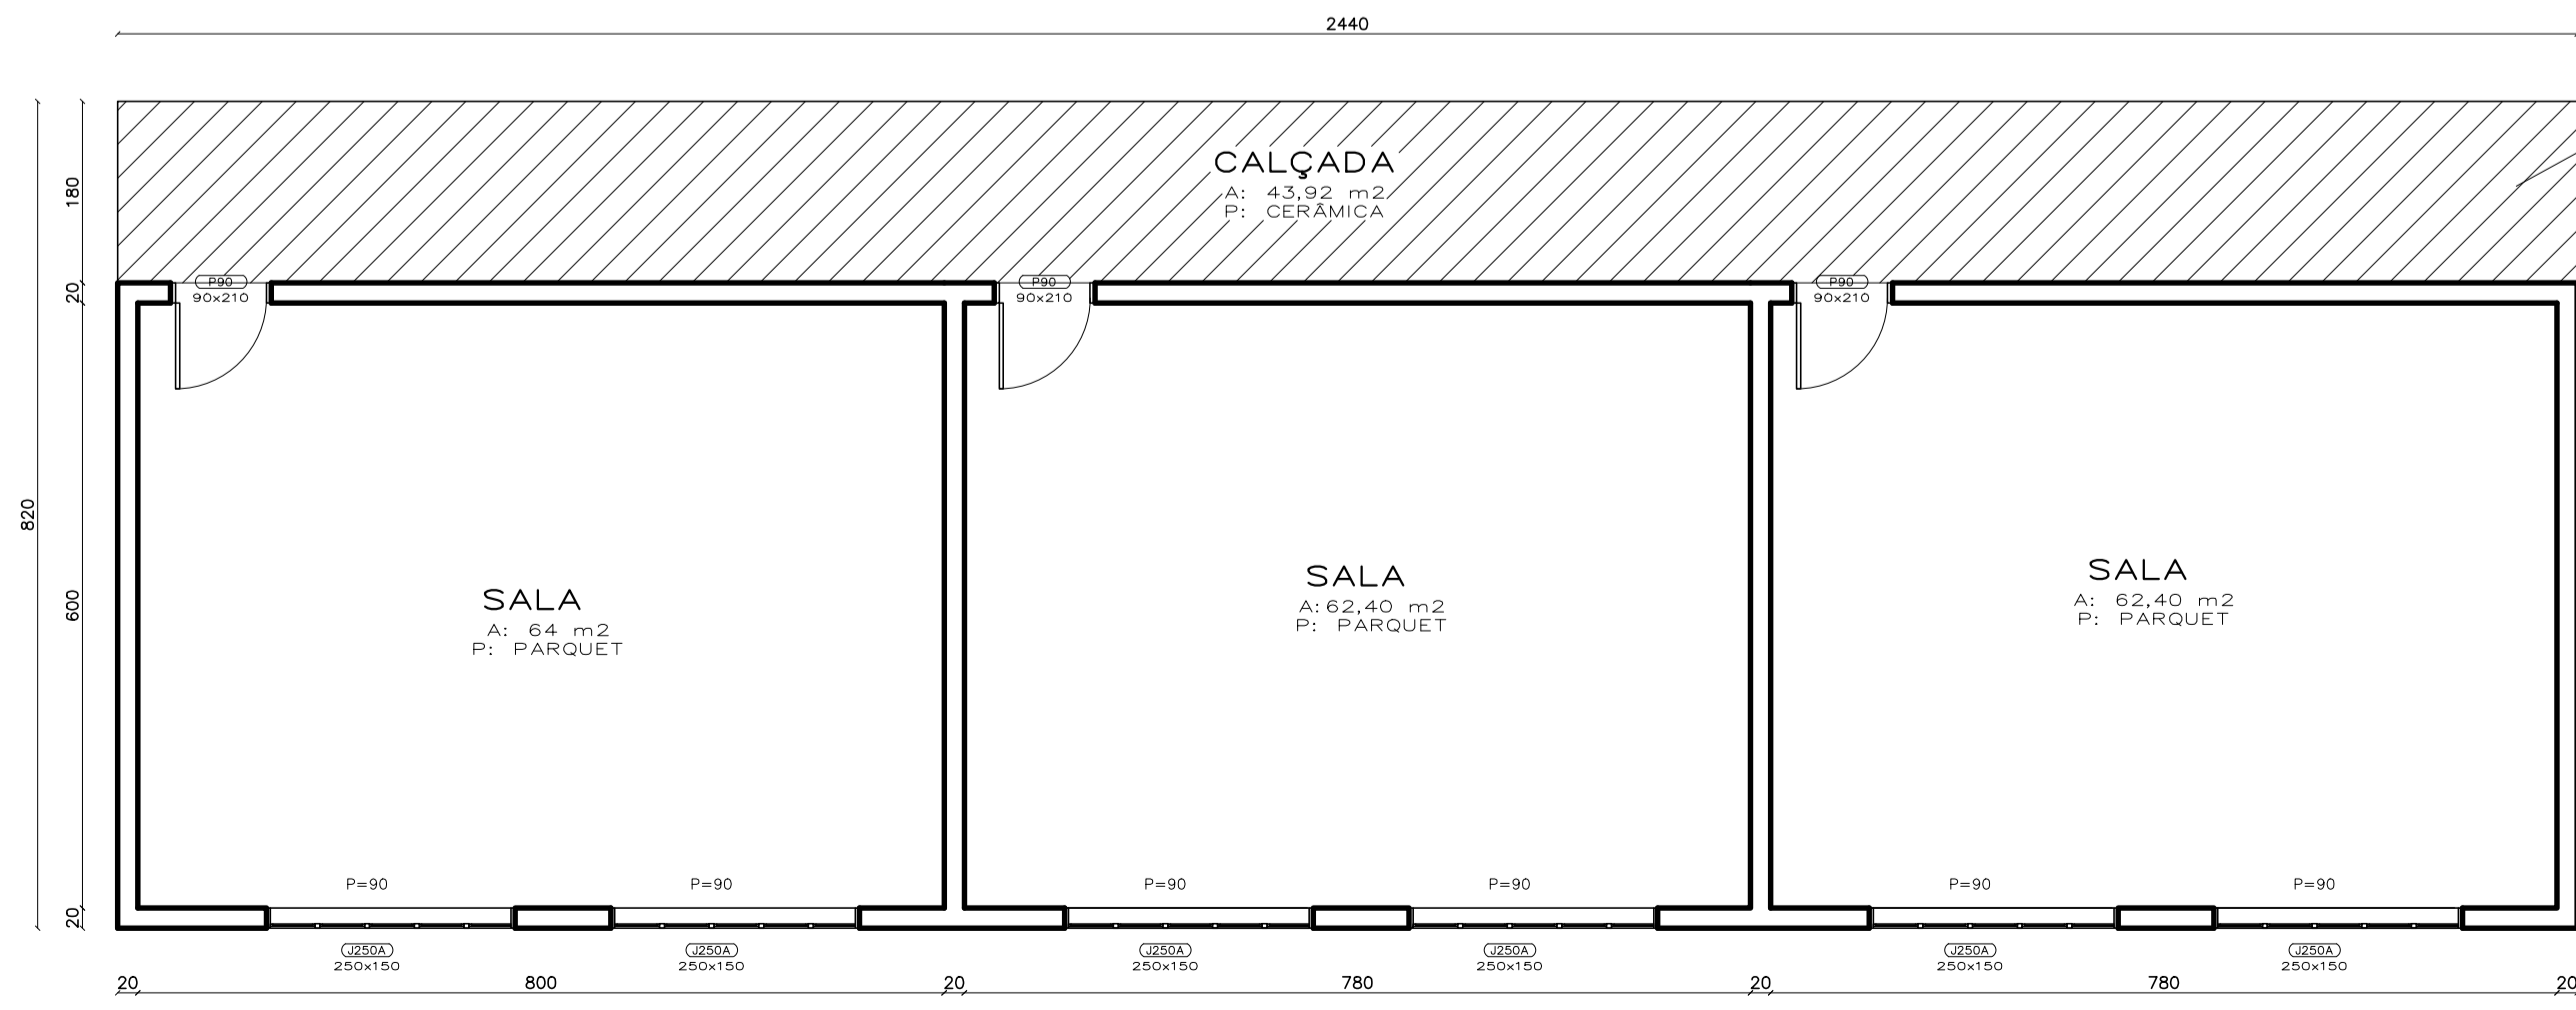 2440
CALÇADA
A: 43,92 m2
P: CERÂMICA
180
20
P90
90x210
P90
90x210
P90
90x210
820
600
SALA
A: 64 m2
P: PARQUET
SALA
A: 62,40 m2
P: PARQUET
SALA
A: 62,40 m2
P: PARQUET
P=90
P=90
P=90
P=90
P=90
P=90
20
J250A
250x150
J250A
250x150
J250A
250x150
J250A
250x150
J250A
250x150
J250A
250x150
20
800
20
780
20
780
20